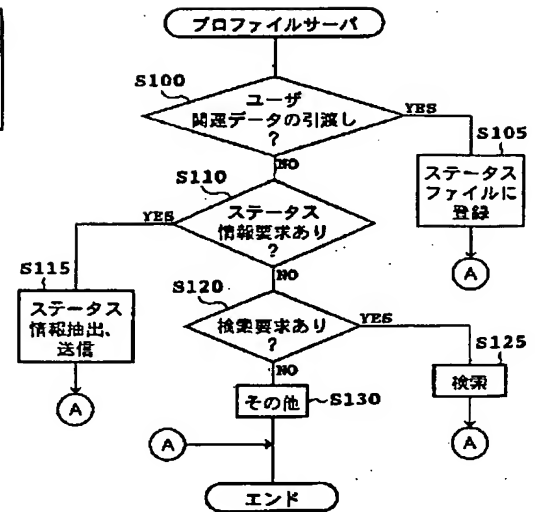 プロファイルサーバ
S100
ユーザ
関連データの引渡し
?
YES
NO
S105
ステータス
ファイルに
登録
A
S110
ステータス
情報要求あり
?
YES
NO
S115
ステータス
情報抽出、
送信
A
S120
検索要求あり
?
YES
NO
S125
検索
A
その他
S130
A
エンド